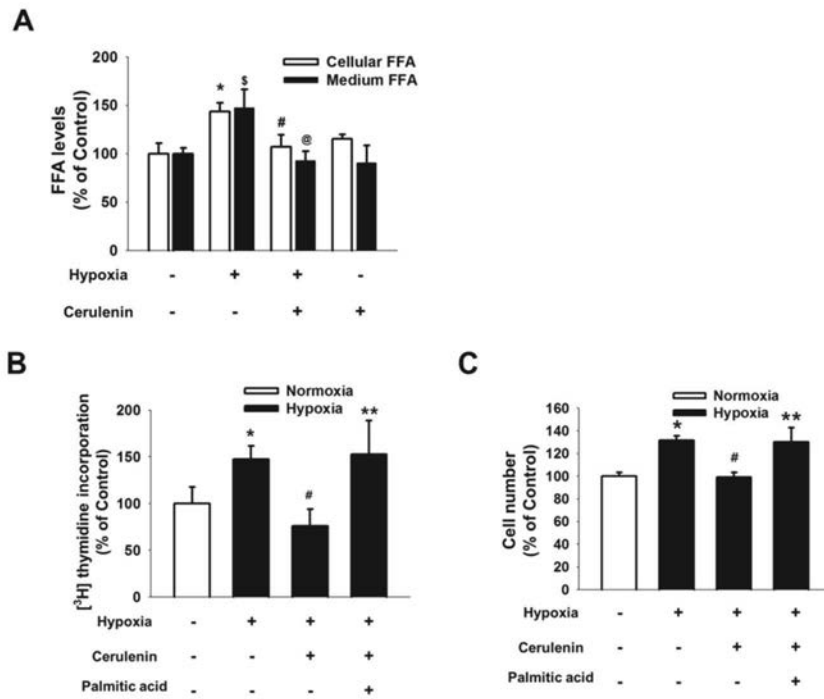 A
Cellular FFA
Medium FFA
FFA levels
(% of Control)
200
150
100
50
0
* $ # @
Hypoxia - + + -
Cerulenin - - + +
B
Normoxia
Hypoxia
[³H] thymidine incorporation
(% of Control)
200
150
100
50
0
* # **
Hypoxia - + + +
Cerulenin - - + +
Palmitic acid - - - +
C
Normoxia
Hypoxia
Cell number
(% of Control)
160
140
120
100
80
60
40
20
0
* # **
Hypoxia - + + +
Cerulenin - - + +
Palmitic acid - - - +